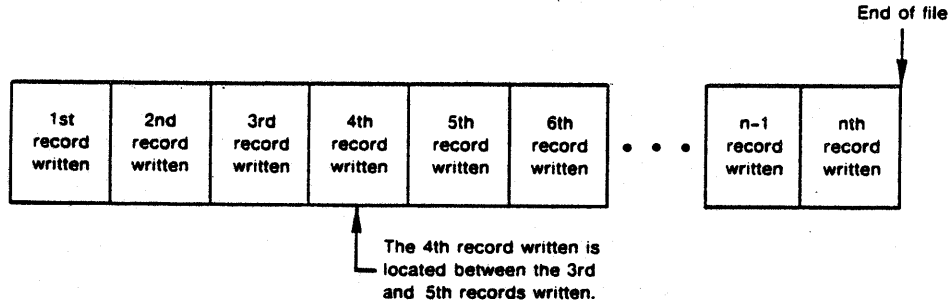 End of file
1st record written
2nd record written
3rd record written
4th record written
5th record written
6th record written
n-1 record written
nth record written
The 4th record written is
located between the 3rd
and 5th records written.